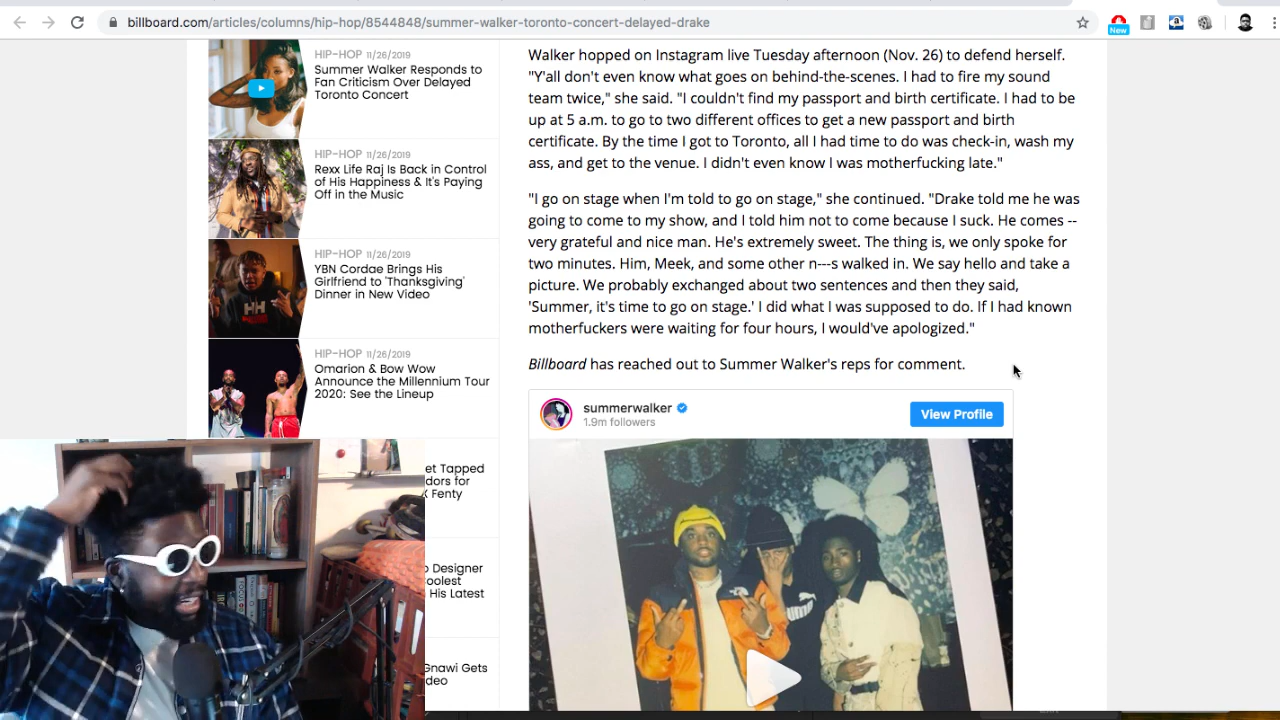 billboard.com/articles/columns/hip-hop/8544848/summer-walker-toronto-concert-delayed-drake
New
HIP-HOP 11/26/2019
Summer Walker Responds to
Fan Criticism Over Delayed
Toronto Concert
HIP-HOP 11/26/2019
Rexx Life Raj Is Back in Control
of His Happiness & It's Paying
Off in the Music
HIP-HOP 11/26/2019
YBN Cordae Brings His
Girlfriend to 'Thanksgiving'
Dinner in New Video
HH
HIP-HOP 11/26/2019
Omarion & Bow Wow
Announce the Millennium Tour
2020: See the Lineup
et Tapped
dors for
X Fenty
Designer
oolest
His Latest
Gnawi Gets
deo
Walker hopped on Instagram live Tuesday afternoon (Nov. 26) to defend herself.
"Y'all don't even know what goes on behind-the-scenes. I had to fire my sound
team twice," she said. "I couldn't find my passport and birth certificate. I had to be
up at 5 a.m. to go to two different offices to get a new passport and birth
certificate. By the time I got to Toronto, all I had time to do was check-in, wash my
ass, and get to the venue. I didn't even know I was motherfucking late."
"I go on stage when I'm told to go on stage," she continued. "Drake told me he was
going to come to my show, and I told him not to come because I suck. He comes --
very grateful and nice man. He's extremely sweet. The thing is, we only spoke for
two minutes. Him, Meek, and some other n---s walked in. We say hello and take a
picture. We probably exchanged about two sentences and then they said,
'Summer, it's time to go on stage.' I did what I was supposed to do. If I had known
motherfuckers were waiting for four hours, I would've apologized."
Billboard has reached out to Summer Walker's reps for comment.
summerwalker
1.9m followers
View Profile